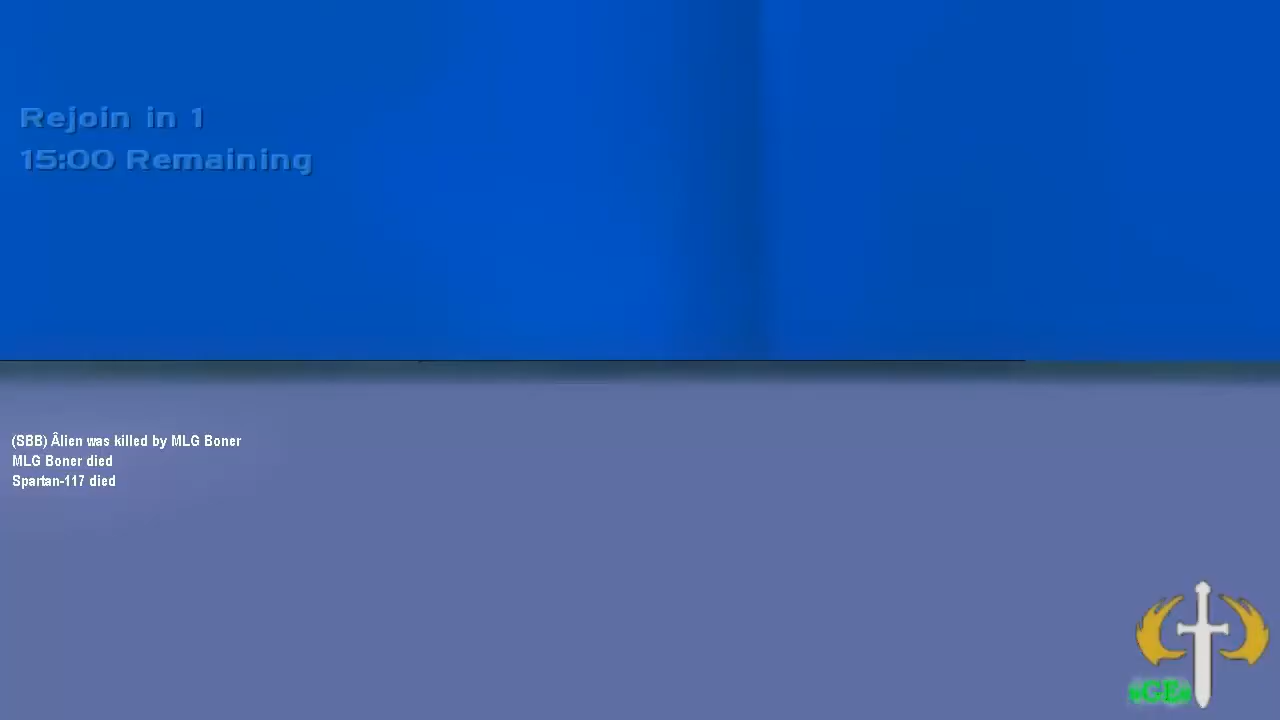 Rejoin in 1
15:00 Remaining
(SBB) Âlien was killed by MLG Boner
MLG Boner died
Spartan-117 died
«GE»